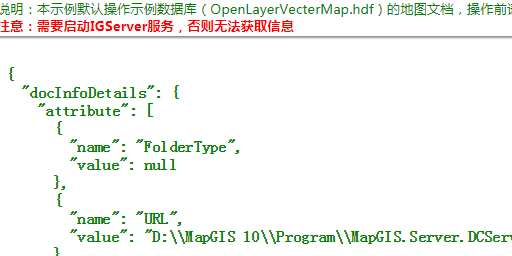 说明：本示例默认操作示例数据库（OpenLayerVecterMap.hdf）的地图文档，操作前
注意：需要启动IGServer服务，否则无法获取信息
{
"docInfoDetails": {
"attribute": [
{
"name": "FolderType",
"value": null
},
{
"name": "URL",
"value": "D:\\MapGIS 10\\Program\\MapGIS.Server.DCServ
}